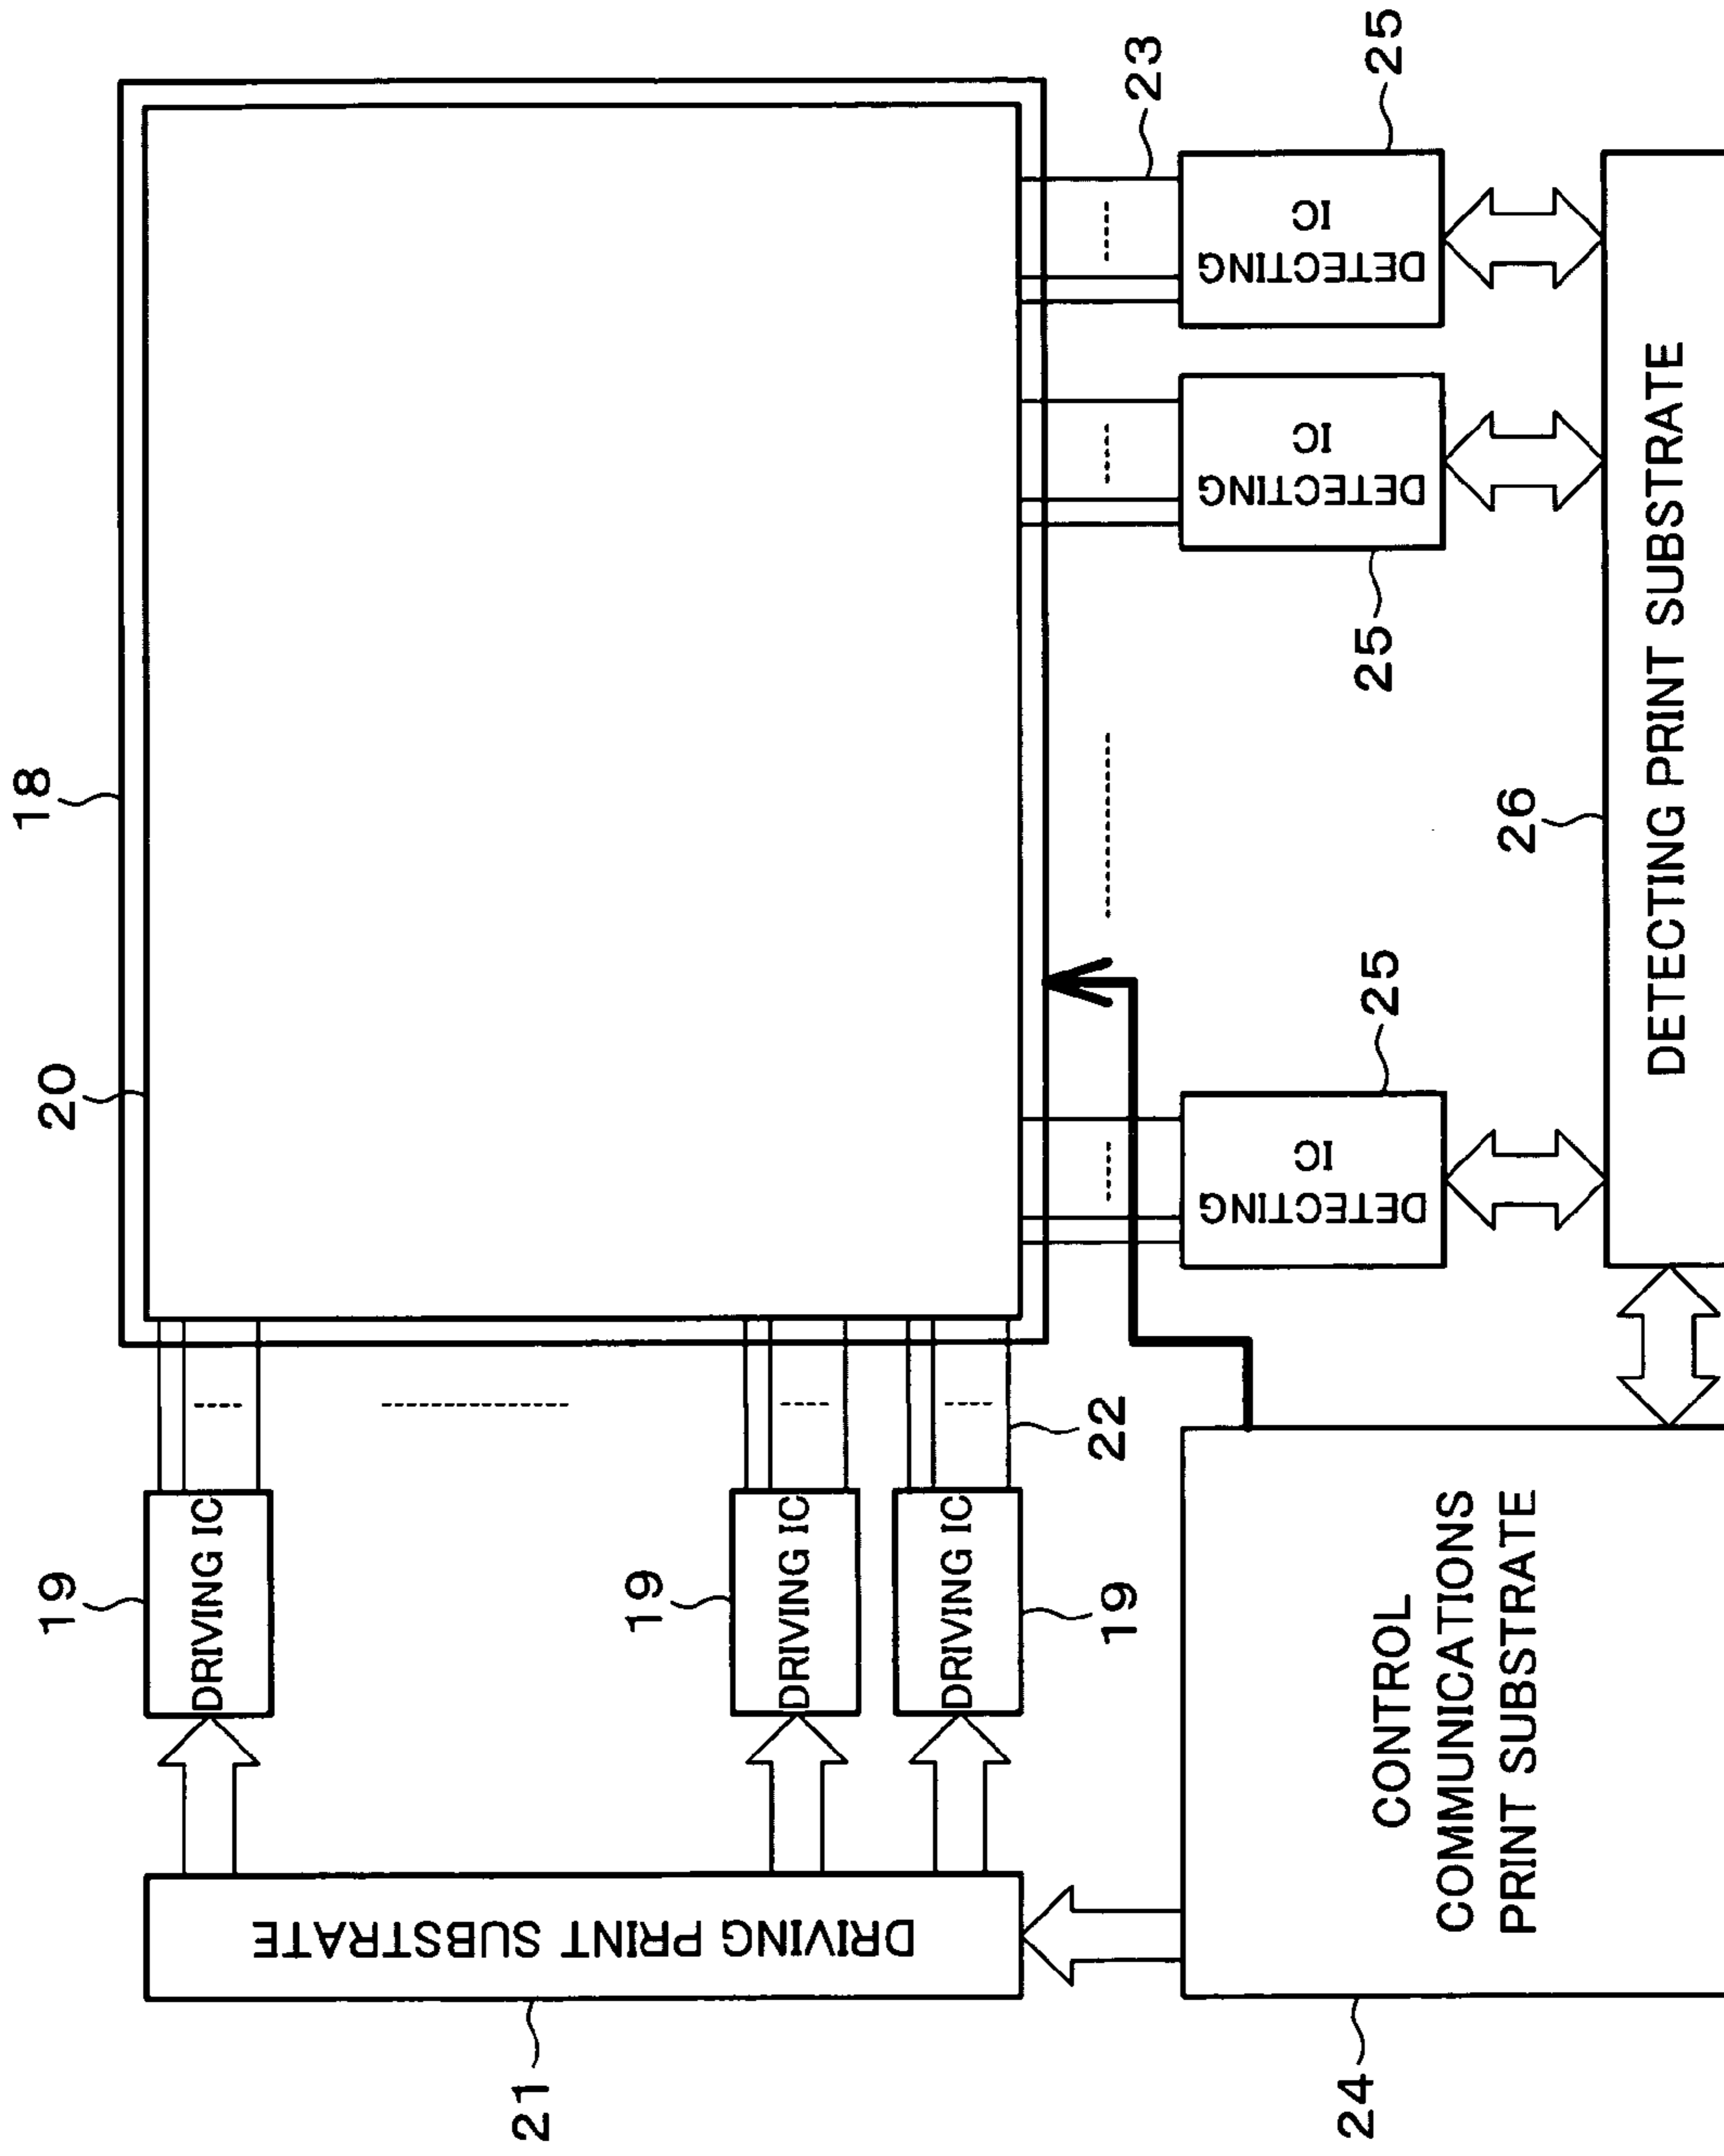 18
20
19
DRIVING IC
19
DRIVING IC
19
DRIVING IC
22
21
DRIVING PRINT SUBSTRATE
23
25
DETECTING
IC
25
DETECTING
IC
25
DETECTING
IC
24
CONTROL
COMMUNICATIONS
PRINT SUBSTRATE
26
DETECTING PRINT SUBSTRATE